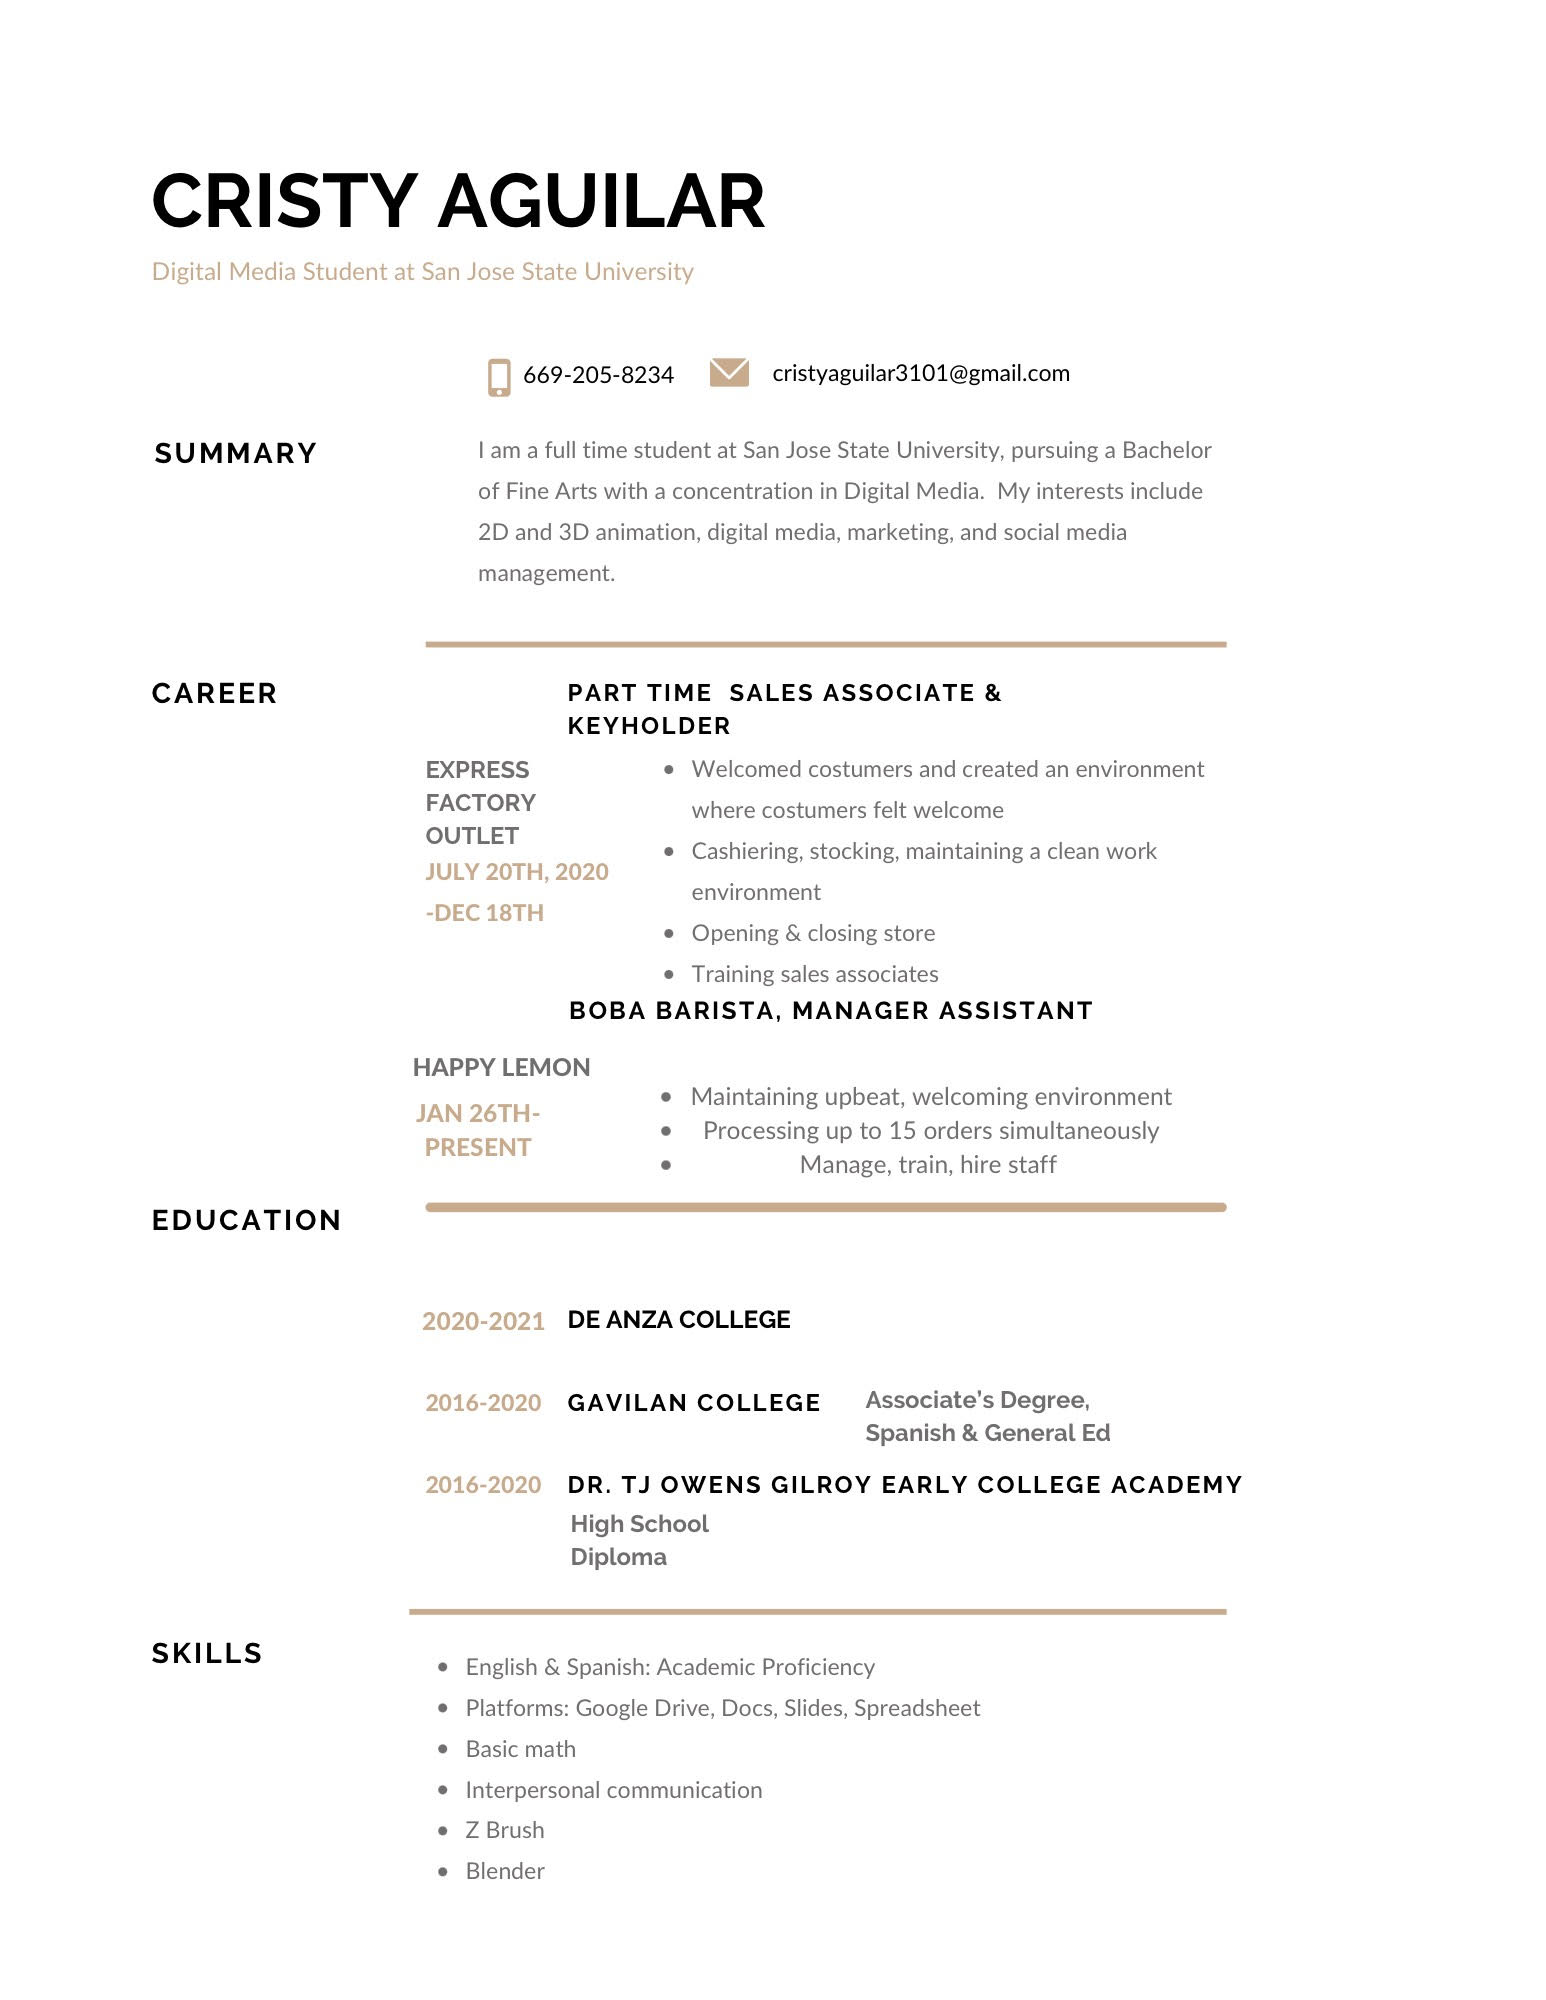 CRISTY AGUILAR
Digital Media Student at San Jose State University
669-205-8234
cristyaguilar3101@gmail.com
SUMMARY
I am a full time student at San Jose State University, pursuing a Bachelor
of Fine Arts with a concentration in Digital Media.  My interests include
2D and 3D animation, digital media, marketing, and social media
management.
CAREER
PART TIME  SALES ASSOCIATE &
KEYHOLDER
EXPRESS
FACTORY
OUTLET
JULY 20TH, 2020
-DEC 18TH
• Welcomed costumers and created an environment
where costumers felt welcome
• Cashiering, stocking, maintaining a clean work
environment
• Opening & closing store
• Training sales associates
BOBA BARISTA, MANAGER ASSISTANT
HAPPY LEMON
JAN 26TH-
PRESENT
• Maintaining upbeat, welcoming environment
• Processing up to 15 orders simultaneously
• Manage, train, hire staff
EDUCATION
2020-2021 DE ANZA COLLEGE
2016-2020 GAVILAN COLLEGE
Associate's Degree,
Spanish & General Ed
2016-2020 DR. TJ OWENS GILROY EARLY COLLEGE ACADEMY
High School
Diploma
SKILLS
• English & Spanish: Academic Proficiency
• Platforms: Google Drive, Docs, Slides, Spreadsheet
• Basic math
• Interpersonal communication
• Z Brush
• Blender